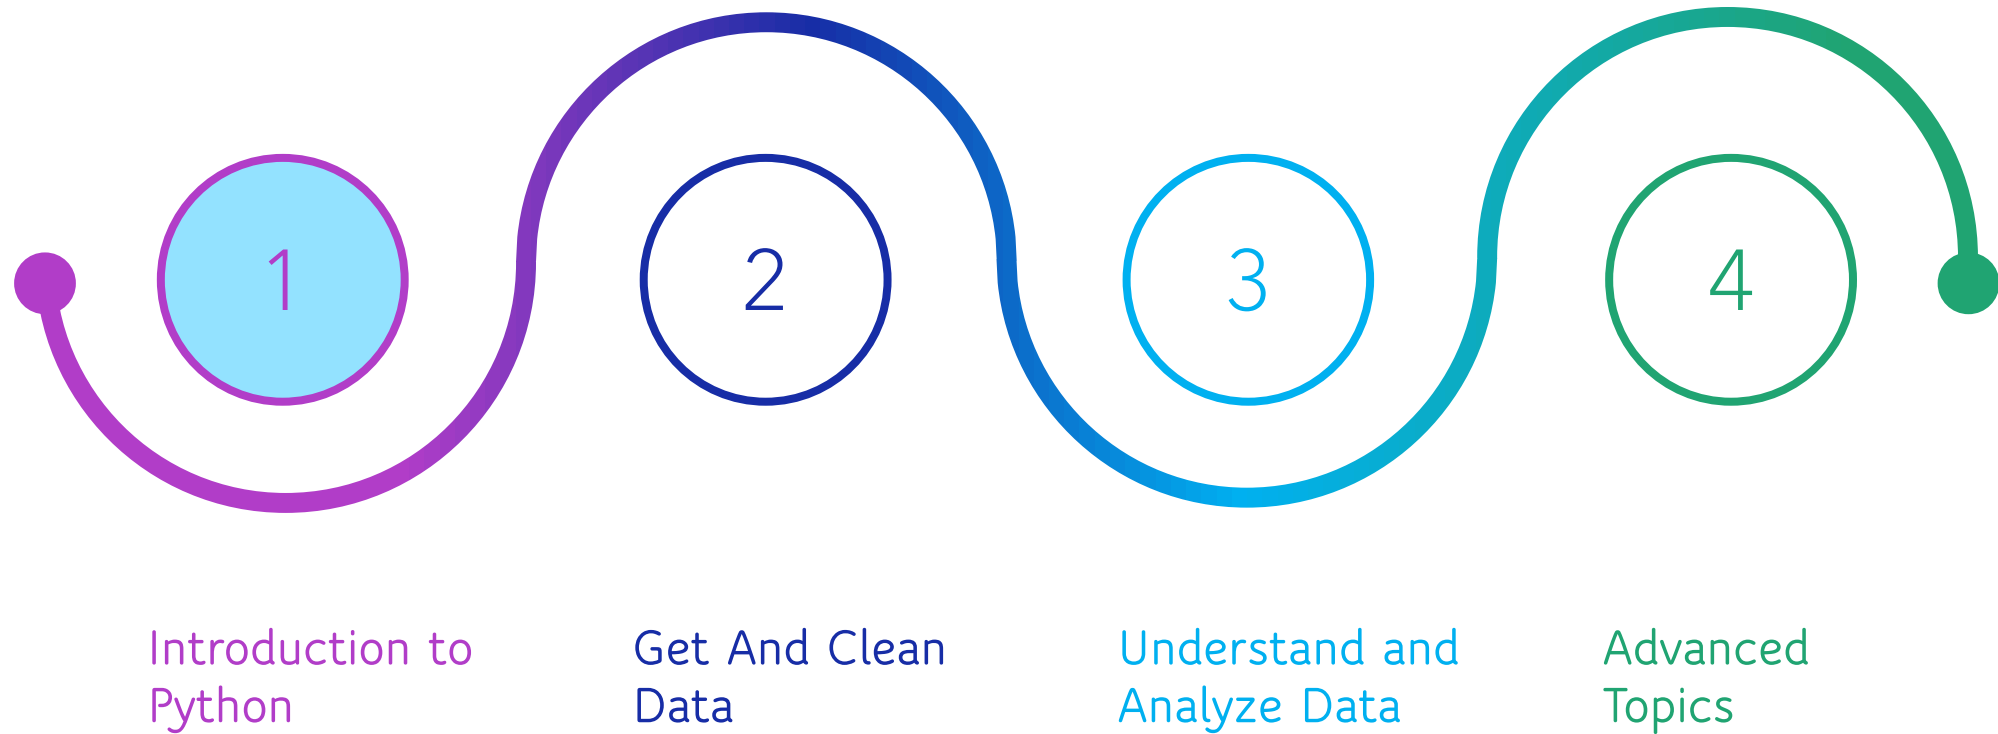 1
2
3
4
Introduction to
Python
Get And Clean
Data
Understand and
Analyze Data
Advanced
Topics